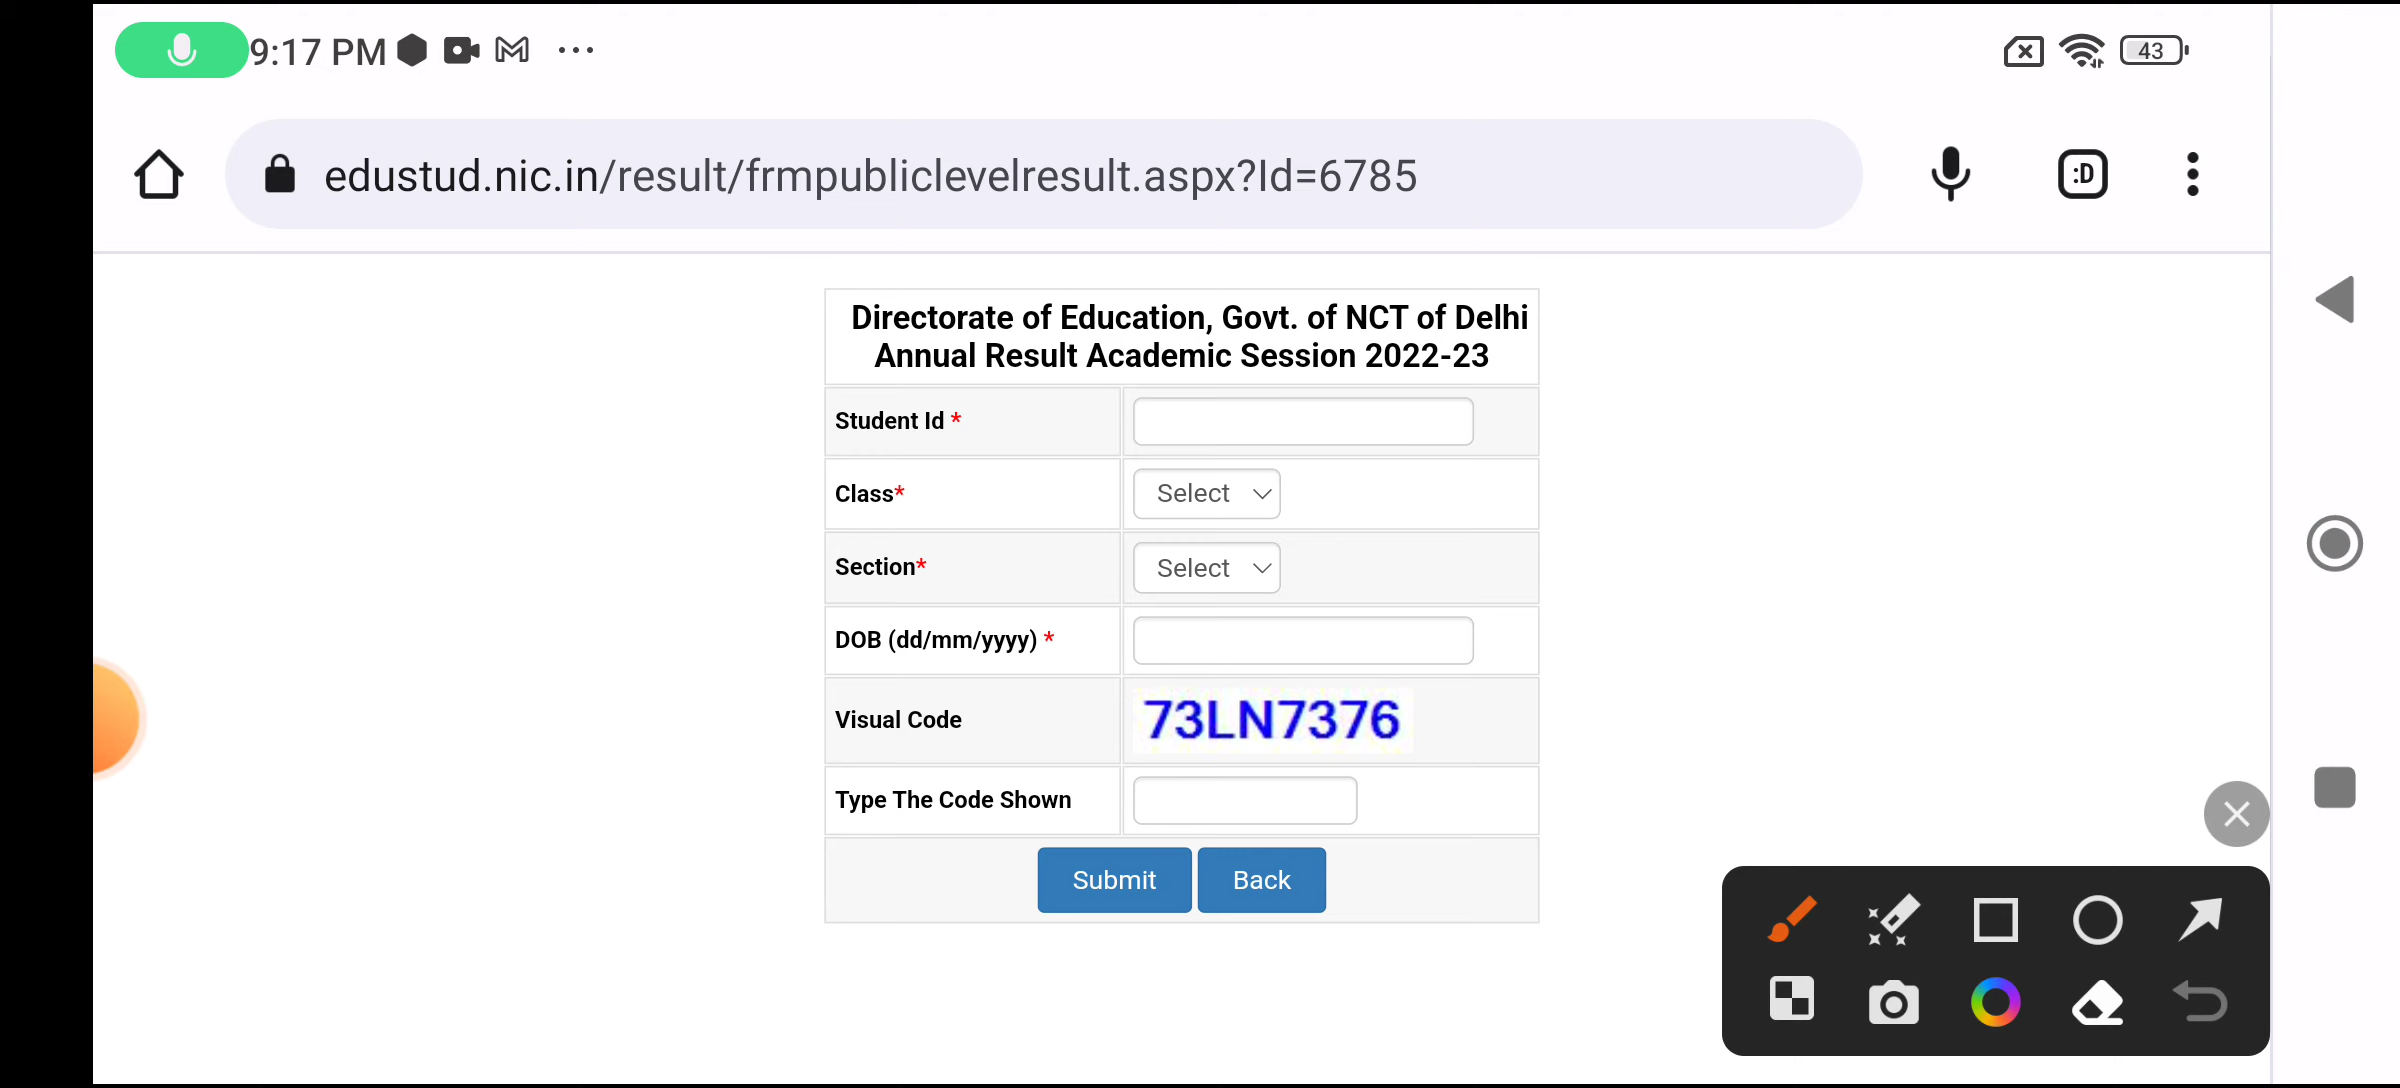 9:17 PM
43
edustud.nic.in/result/frmpubliclevelresult.aspx?Id=6785
:D
Directorate of Education, Govt. of NCT of Delhi
Annual Result Academic Session 2022-23
Student Id *
Class* Select
Section* Select
DOB (dd/mm/yyyy) *
Visual Code 73LN7376
Type The Code Shown
Submit Back